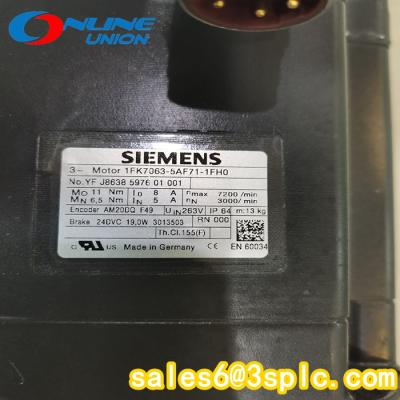 ONLINE
UNION
SIEMENS
3~ Motor 1FK7063-5AF71-1FH0
No.YF J8638 5976 01 001
M0 11 Nm I0 8 A nmax 7200 /min
MN 6,5 Nm IN 5 A nN 3000 /min
Encoder AM20DQ F49 UIN 263V IP 64 m:13 kg
Brake 24VDC 19,0W 3013503 RN 000
Th.Cl.155(F)
c RU US Made in Germany CE EN 60034
sales6@3splc.com